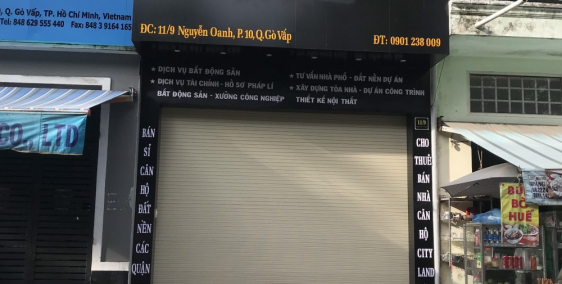 Q. Gò Vấp, TP. Hồ Chí Minh, Vietnam
Tel: 848 629 555 440 Fax: 848 3 9164 165
ĐC: 11/9 Nguyễn Oanh, P.10, Q.Gò Vấp
ĐT: 0901 238 009
★ DỊCH VỤ BẤT ĐỘNG SẢN
★ DỊCH VỤ TÀI CHÍNH - HỒ SƠ PHÁP LÍ
BẤT ĐỘNG SẢN - XƯỞNG CÔNG NGHIỆP
★ TƯ VẤN NHÀ PHỐ - ĐẤT NỀN DỰ ÁN
★ XÂY DỰNG TÒA NHÀ - DỰ ÁN CÔNG TRÌNH
THIẾT KẾ NỘI THẤT
CO., LTD
BÁN
SỈ
CĂN
HỘ
ĐẤT
NỀN
CÁC
QUẬN
11/9
CHO
THUÊ
BÁN
NHÀ
CĂN
HỘ
CITY
LAND
BÚN
BÒ
HUẾ